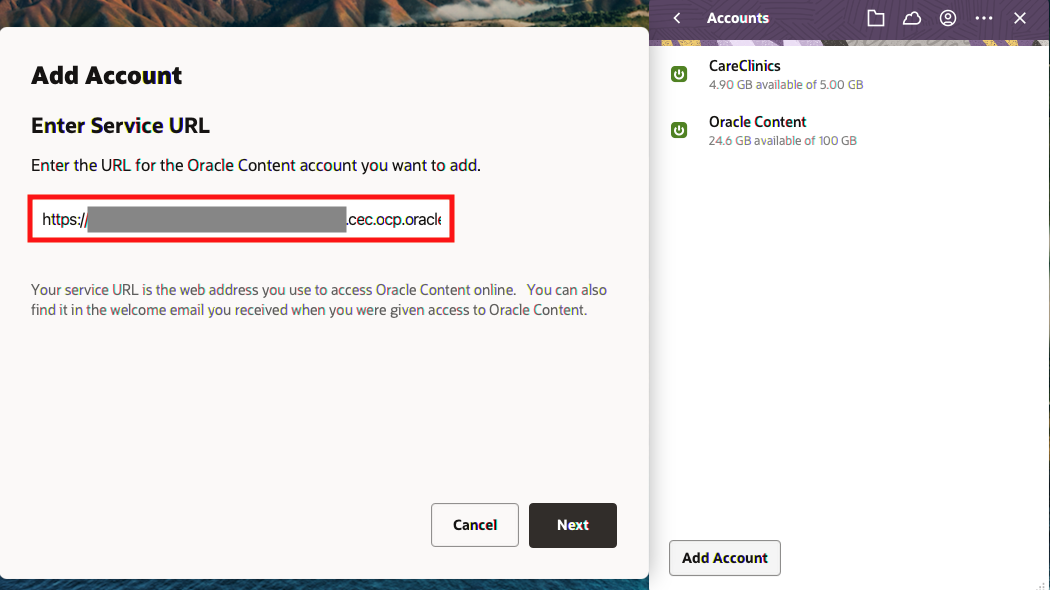 Add Account
Enter Service URL
Enter the URL for the Oracle Content account you want to add.
https:// .cec.ocp.oracle
Your service URL is the web address you use to access Oracle Content online. You can also
find it in the welcome email you received when you were given access to Oracle Content.
Cancel
Next
Accounts
CareClinics
4.90 GB available of 5.00 GB
Oracle Content
24.6 GB available of 100 GB
Add Account